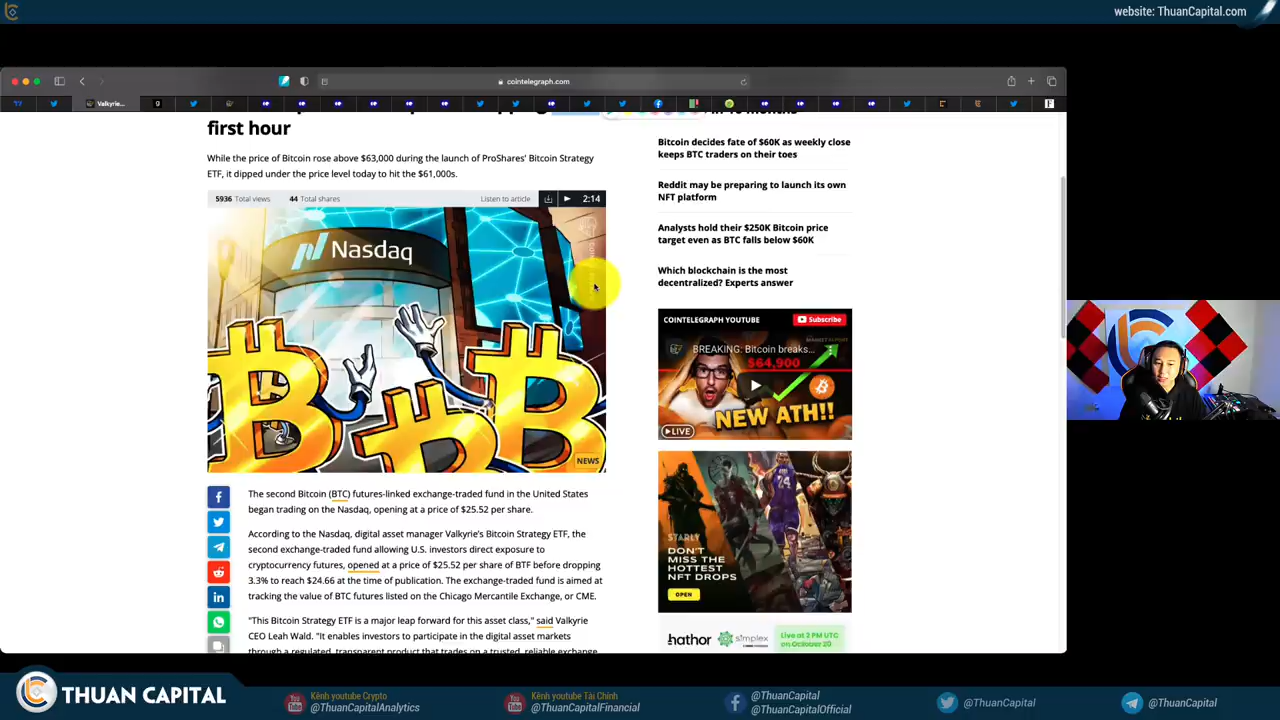 website: ThuanCapital.com
cointelegraph.com
Valkyrie...
first hour
While the price of Bitcoin rose above $63,000 during the launch of ProShares' Bitcoin Strategy
ETF, it dipped under the price level today to hit the $61,000s.
5936 Total views
44 Total shares
Listen to article
2:14
Nasdaq
NEWS
The second Bitcoin (BTC) futures-linked exchange-traded fund in the United States
began trading on the Nasdaq, opening at a price of $25.52 per share.
According to the Nasdaq, digital asset manager Valkyrie's Bitcoin Strategy ETF, the
second exchange-traded fund allowing U.S. investors direct exposure to
cryptocurrency futures, opened at a price of $25.52 per share of BTF before dropping
3.3% to reach $24.66 at the time of publication. The exchange-traded fund is aimed at
tracking the value of BTC futures listed on the Chicago Mercantile Exchange, or CME.
"This Bitcoin Strategy ETF is a major leap forward for this asset class," said Valkyrie
CEO Leah Wald. "It enables investors to participate in the digital asset markets
through a regulated, transparent product that trades on a trusted, reliable exchange
Bitcoin decides fate of $60K as weekly close
keeps BTC traders on their toes
Reddit may be preparing to launch its own
NFT platform
Analysts hold their $250K Bitcoin price
target even as BTC falls below $60K
Which blockchain is the most
decentralized? Experts answer
COINTELEGRAPH YOUTUBE
Subscribe
BREAKING: Bitcoin breaks...
$64,900
NEW ATH!!
LIVE
STARLY
DON'T
MISS THE
HOTTEST
NFT DROPS
OPEN
hathor
simplex
Live at 2 PM UTC
on October 20
THUAN CAPITAL
Kênh youtube Crypto
@ThuanCapitalAnalytics
Kênh youtube Tài Chính
@ThuanCapitalFinancial
@ThuanCapital
@ThuanCapitalOfficial
@ThuanCapital
@ThuanCapital